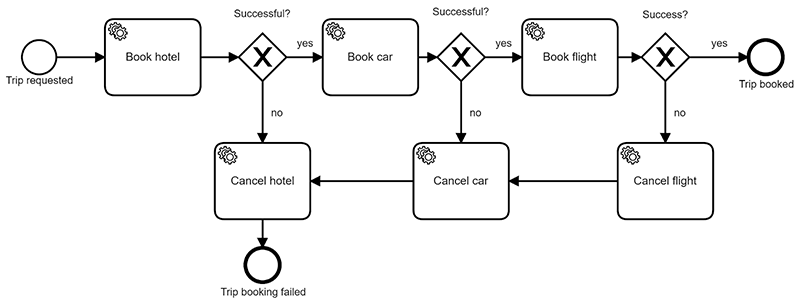 Successful?
Successful?
Success?
Book hotel
yes
Book car
yes
Book flight
yes
Trip requested
Trip booked
no
no
no
Cancel hotel
Cancel car
Cancel flight
Trip booking failed